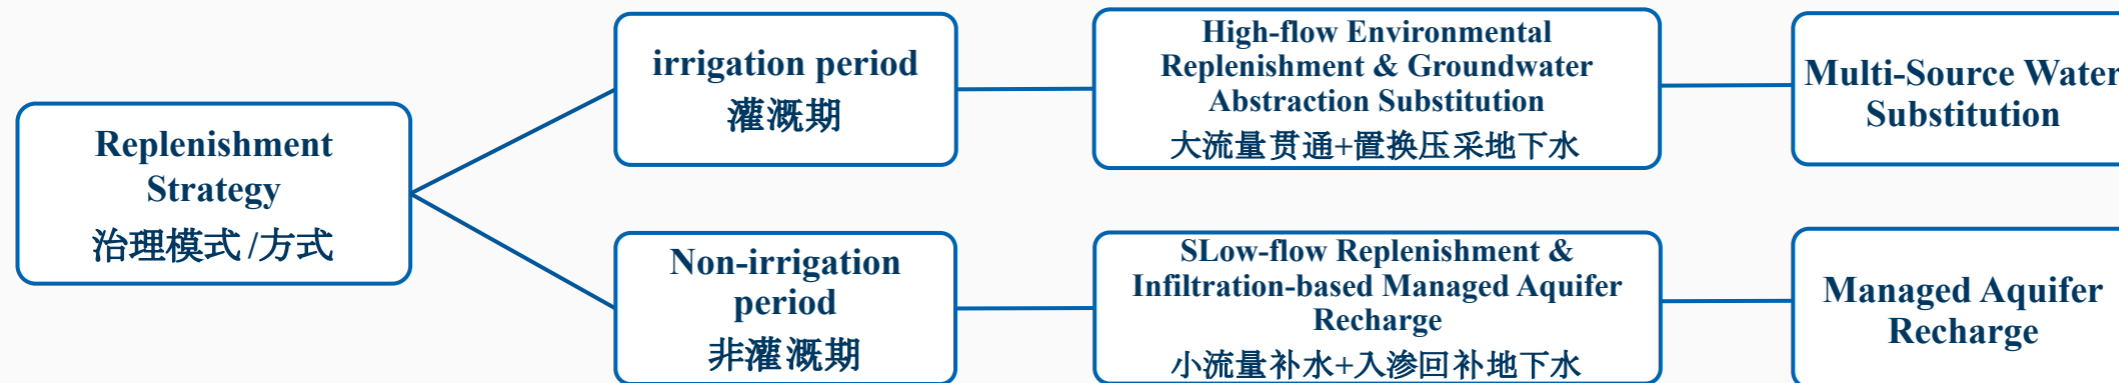 Replenishment
Strategy
治理模式 /方式
irrigation period
灌溉期
High-flow Environmental
Replenishment & Groundwater
Abstraction Substitution
大流量贯通+置换压采地下水
Multi-Source Water
Substitution
Non-irrigation
period
非灌溉期
SLow-flow Replenishment &
Infiltration-based Managed Aquifer
Recharge
小流量补水+入渗回补地下水
Managed Aquifer
Recharge